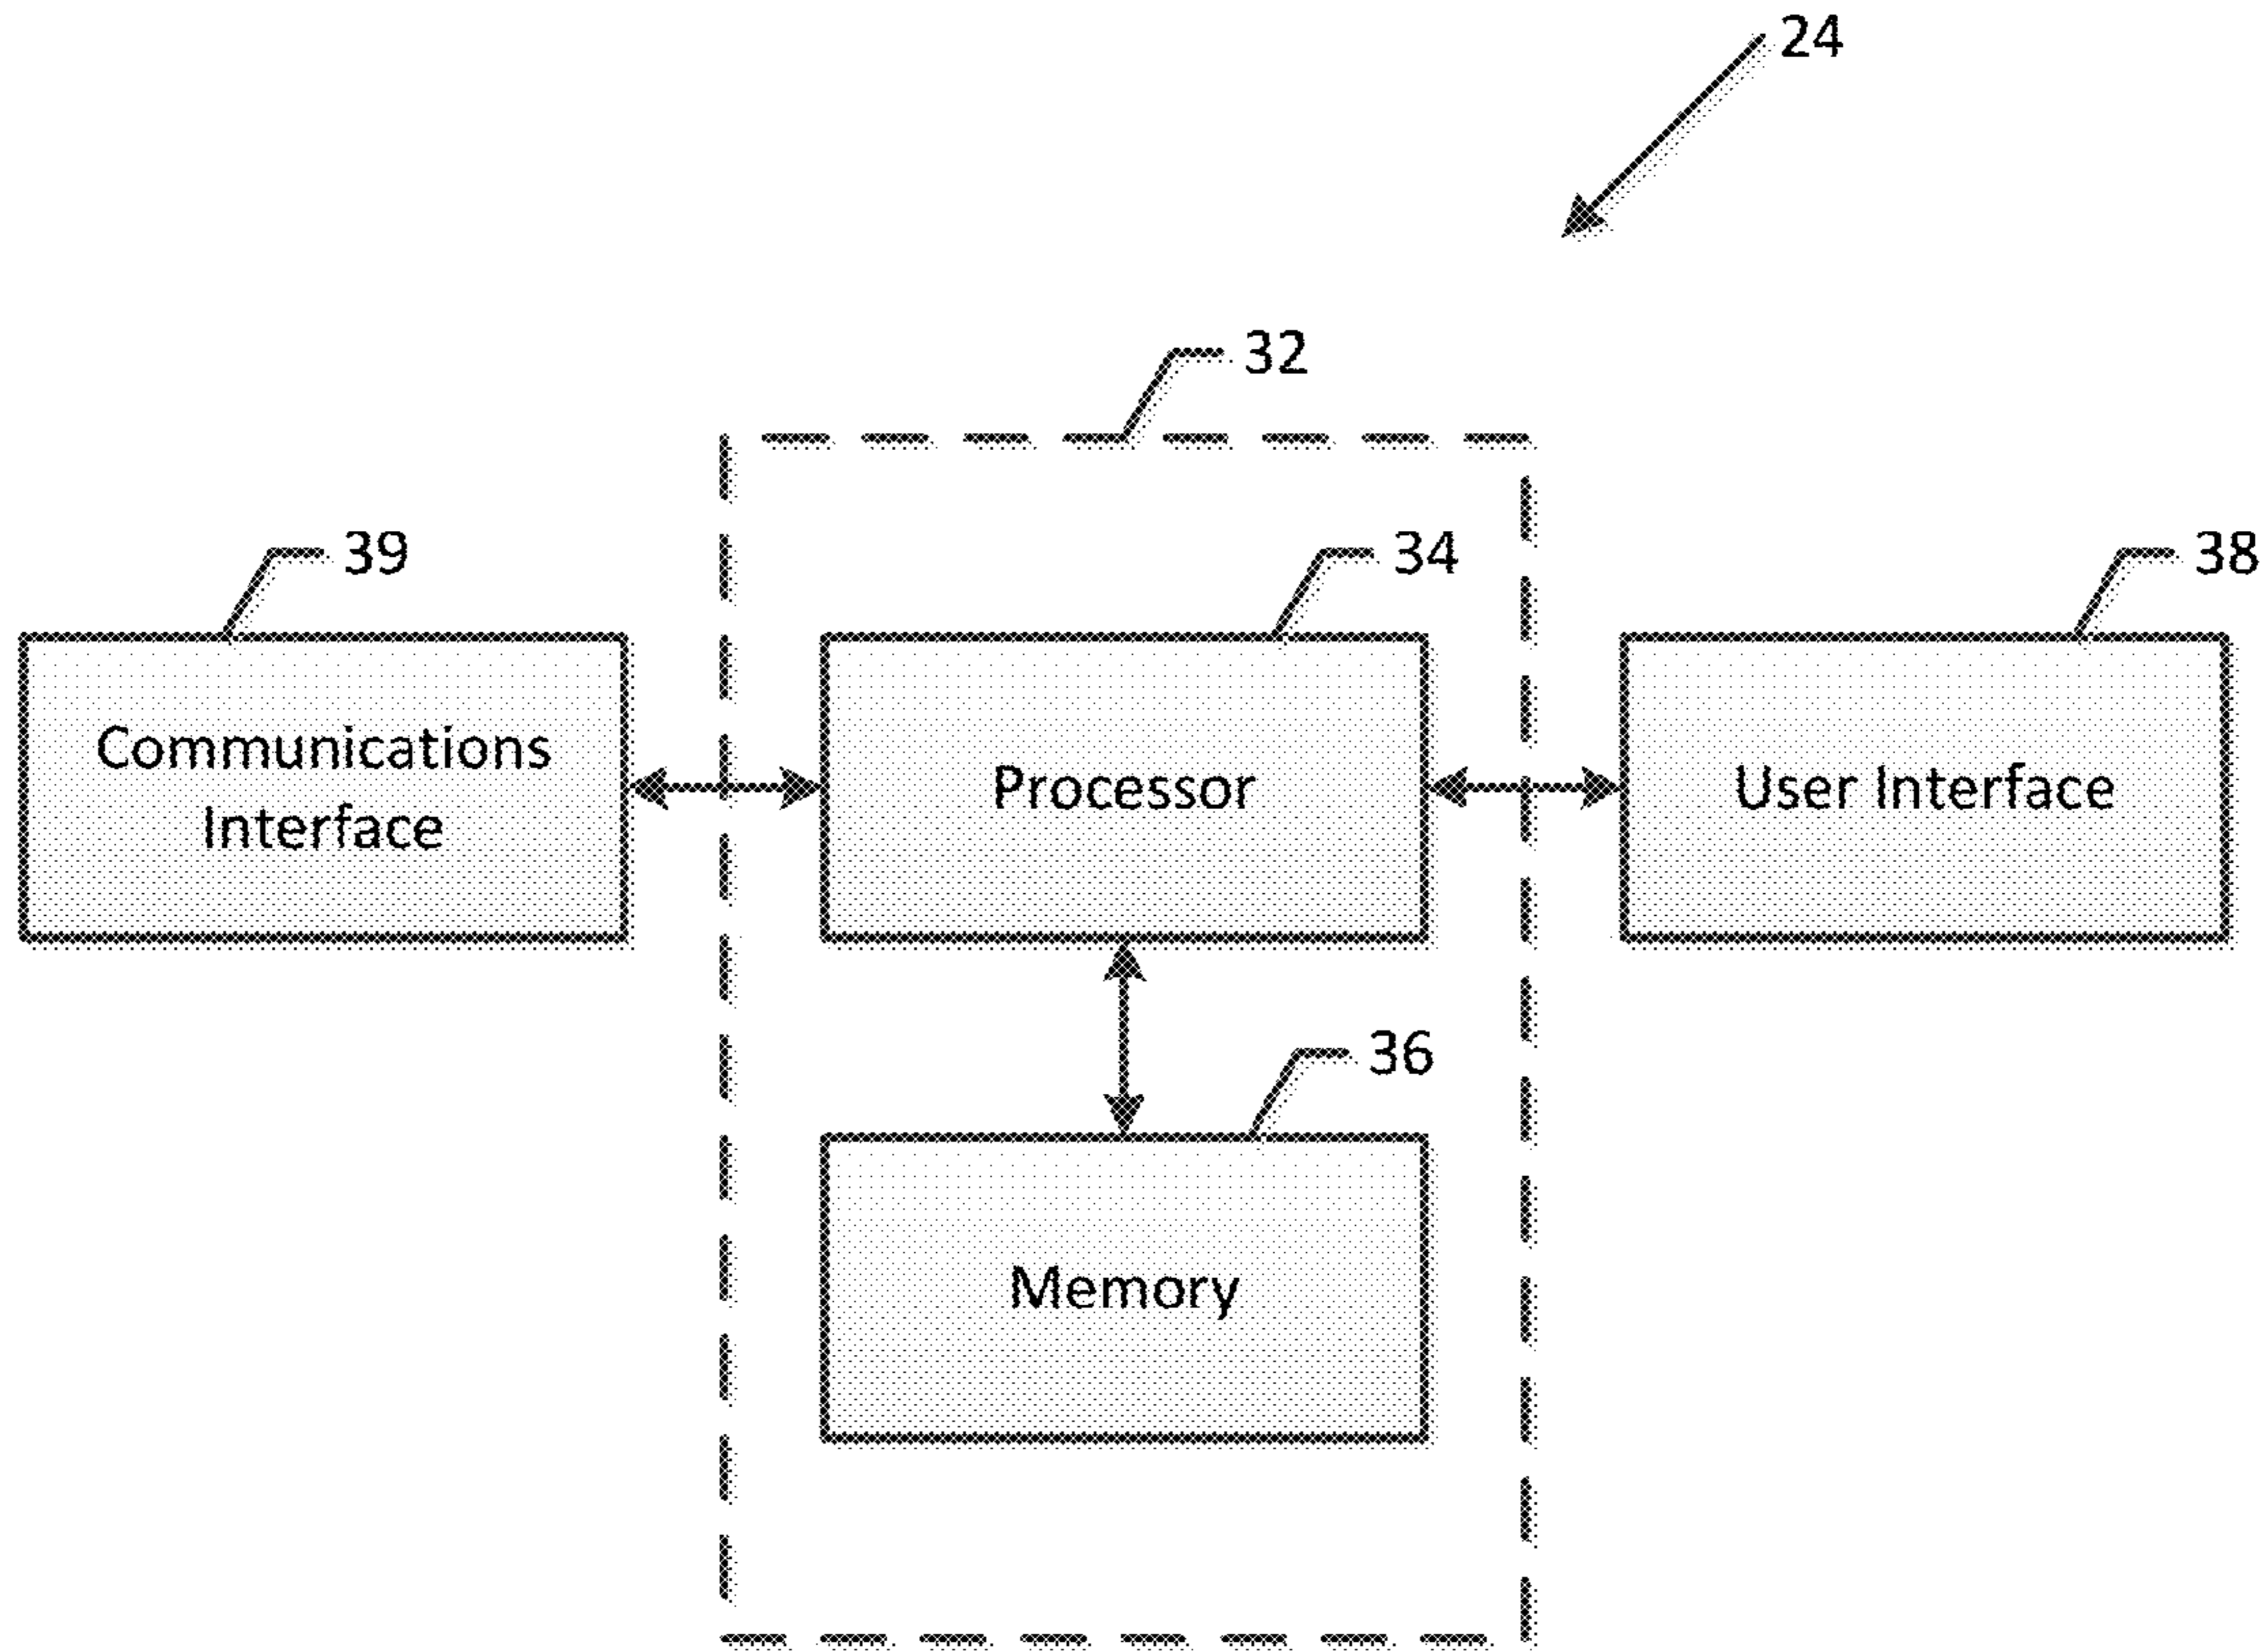 24
32
39
34
38
Communications
Interface
Processor
User Interface
36
Memory